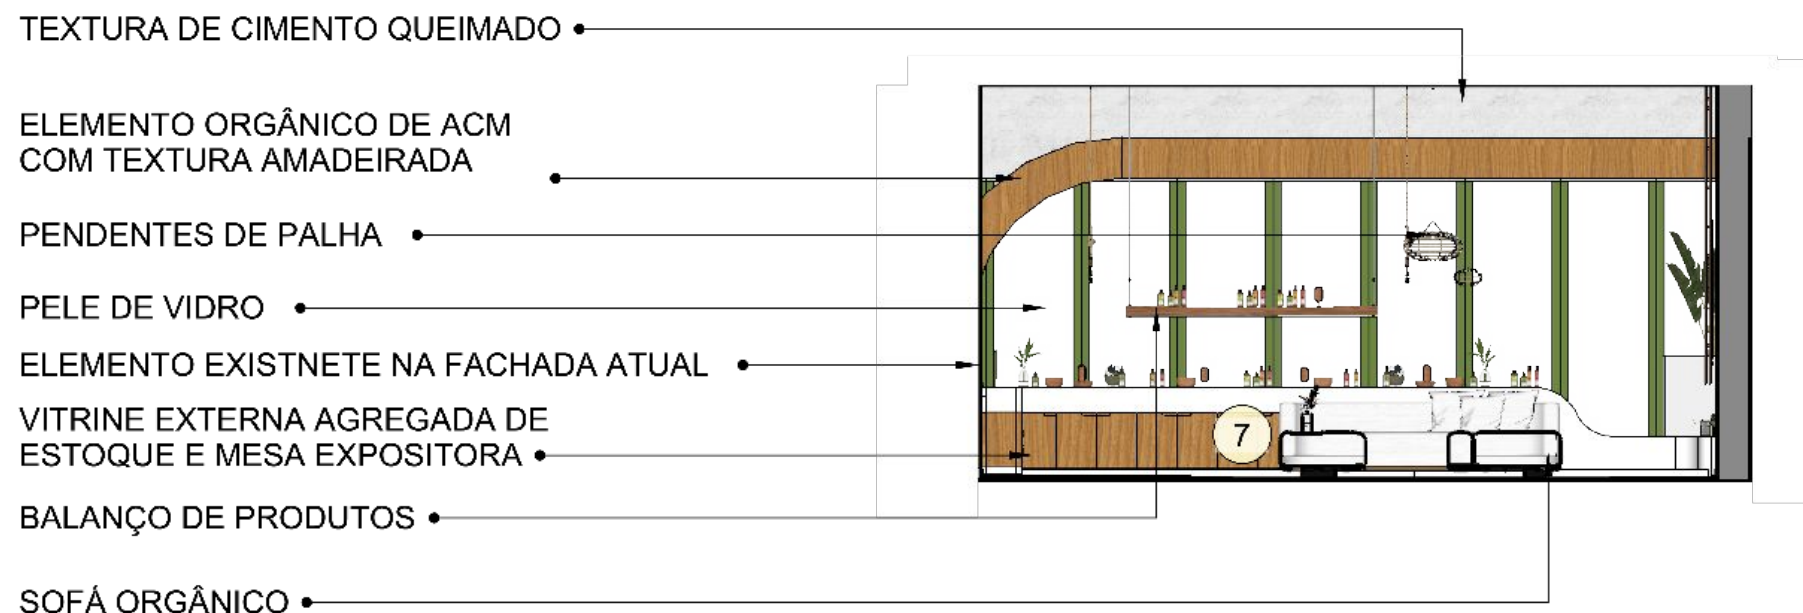 TEXTURA DE CIMENTO QUEIMADO
ELEMENTO ORGÂNICO DE ACM
COM TEXTURA AMADEIRADA
PENDENTES DE PALHA
PELE DE VIDRO
ELEMENTO EXISTNETE NA FACHADA ATUAL
VITRINE EXTERNA AGREGADA DE
ESTOQUE E MESA EXPOSITORA
7
BALANÇO DE PRODUTOS
SOFÁ ORGÂNICO